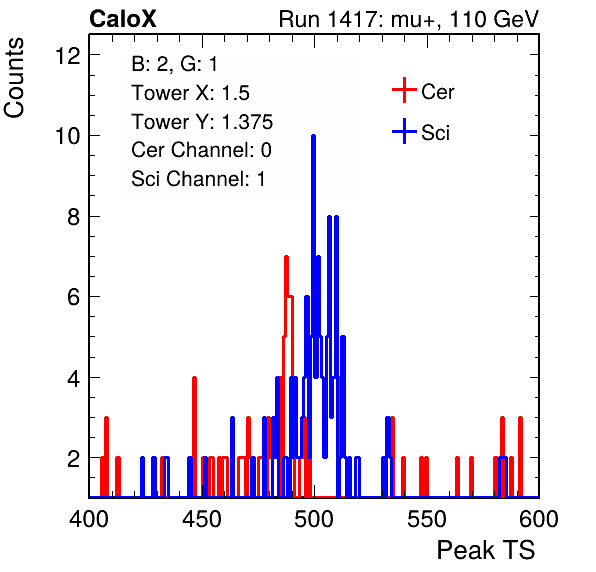 CaloX Run 1417: mu+, 110 GeV
Counts
B: 2, G: 1
Tower X: 1.5
Tower Y: 1.375
Cer Channel: 0
Sci Channel: 1
Cer
Sci
12
10
8
6
4
2
400 450 500 550 600
Peak TS